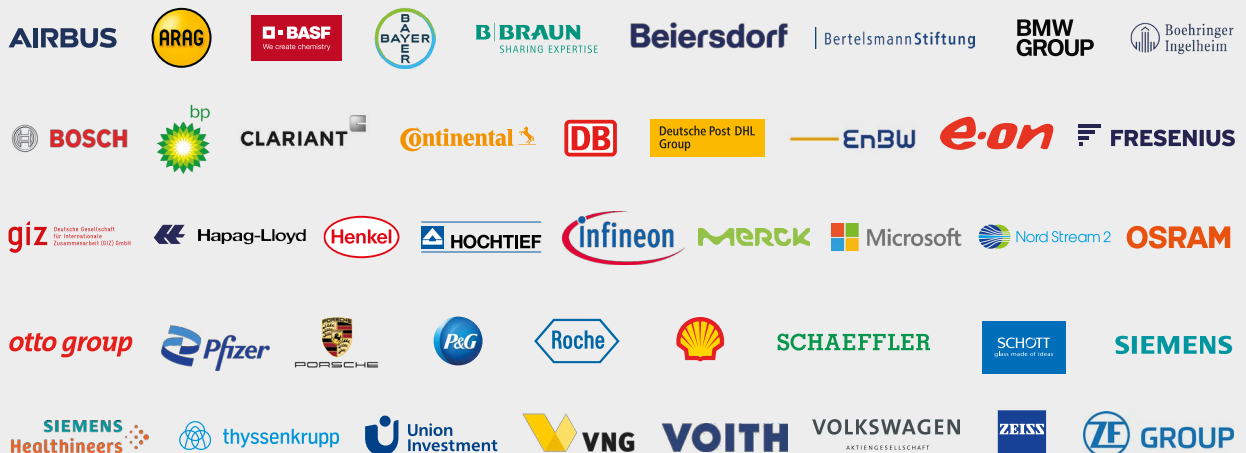 AIRBUS
ARAG
BASF
We create chemistry
BAYER
BAYER
B|BRAUN
SHARING EXPERTISE
Beiersdorf
BertelsmannStiftung
BMW
GROUP
Boehringer
Ingelheim
BOSCH
bp
CLARIANT
Continental
DB
Deutsche Post DHL
Group
EnBW
e·on
FRESENIUS
giz
Deutsche Gesellschaft
für Internationale
Zusammenarbeit (GIZ) GmbH
Hapag-Lloyd
Henkel
HOCHTIEF
infineon
MERCK
Microsoft
Nord Stream 2
OSRAM
otto group
Pfizer
PORSCHE
P&G
Roche
SCHAEFFLER
SCHOTT
glass made of ideas
SIEMENS
SIEMENS
Healthineers
thyssenkrupp
Union
Investment
VNG
VOITH
VOLKSWAGEN
AKTIENGESELLSCHAFT
ZEISS
ZF GROUP